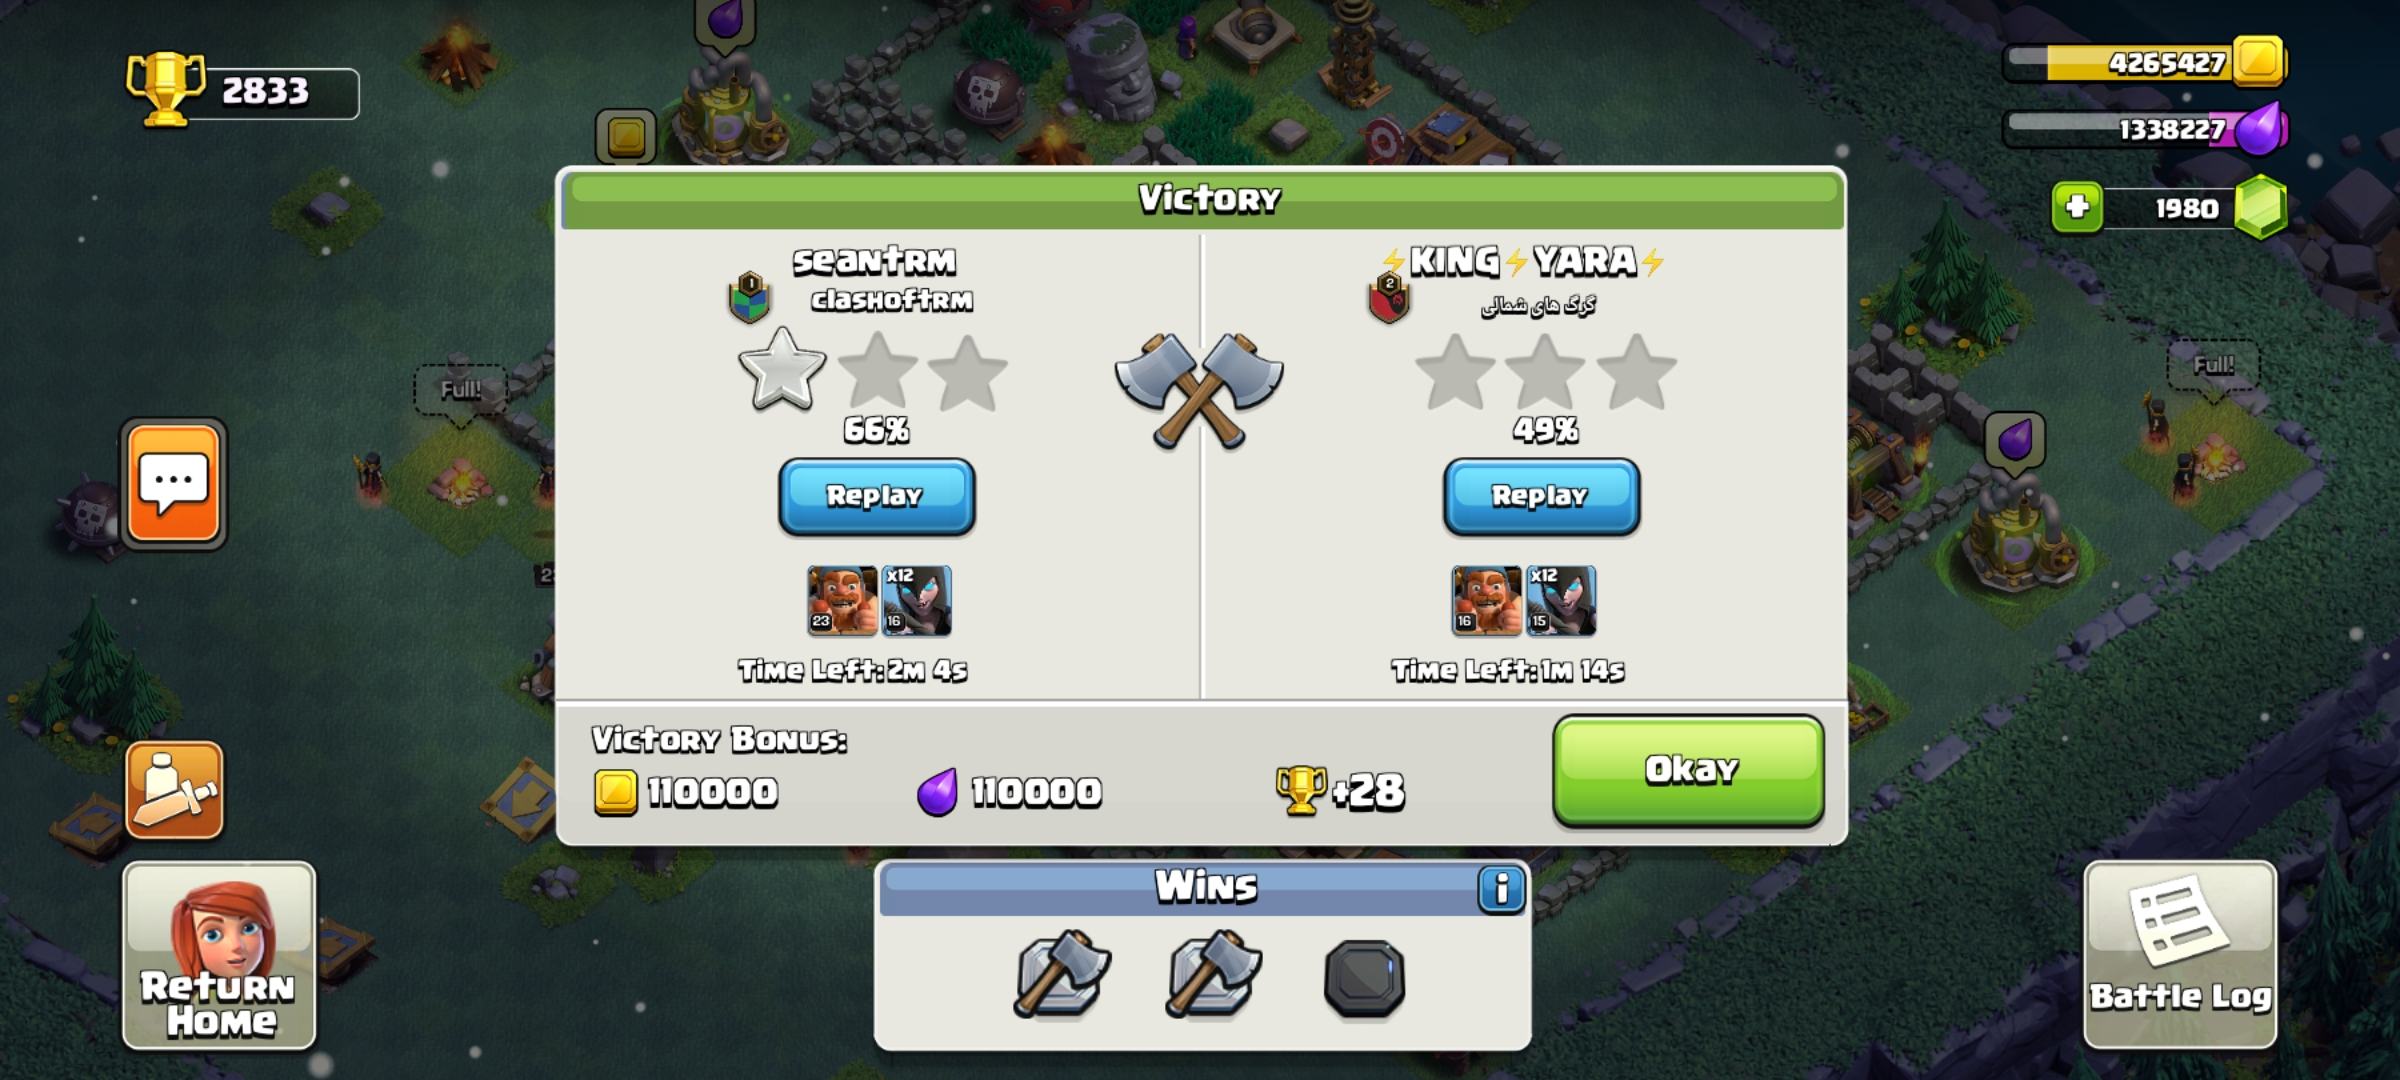 2833
4265427
1338227
1980
Victory
seantrm
clashoftrm
1
⚡KING⚡YARA⚡
گرگ های شمالی
2
66%
49%
Replay
Replay
Full!
Full!
x12
23
16
x12
16
15
Time Left: 2m 4s
Time Left: 1m 14s
Victory Bonus:
110000
110000
+28
Okay
Wins
i
Return Home
Battle Log